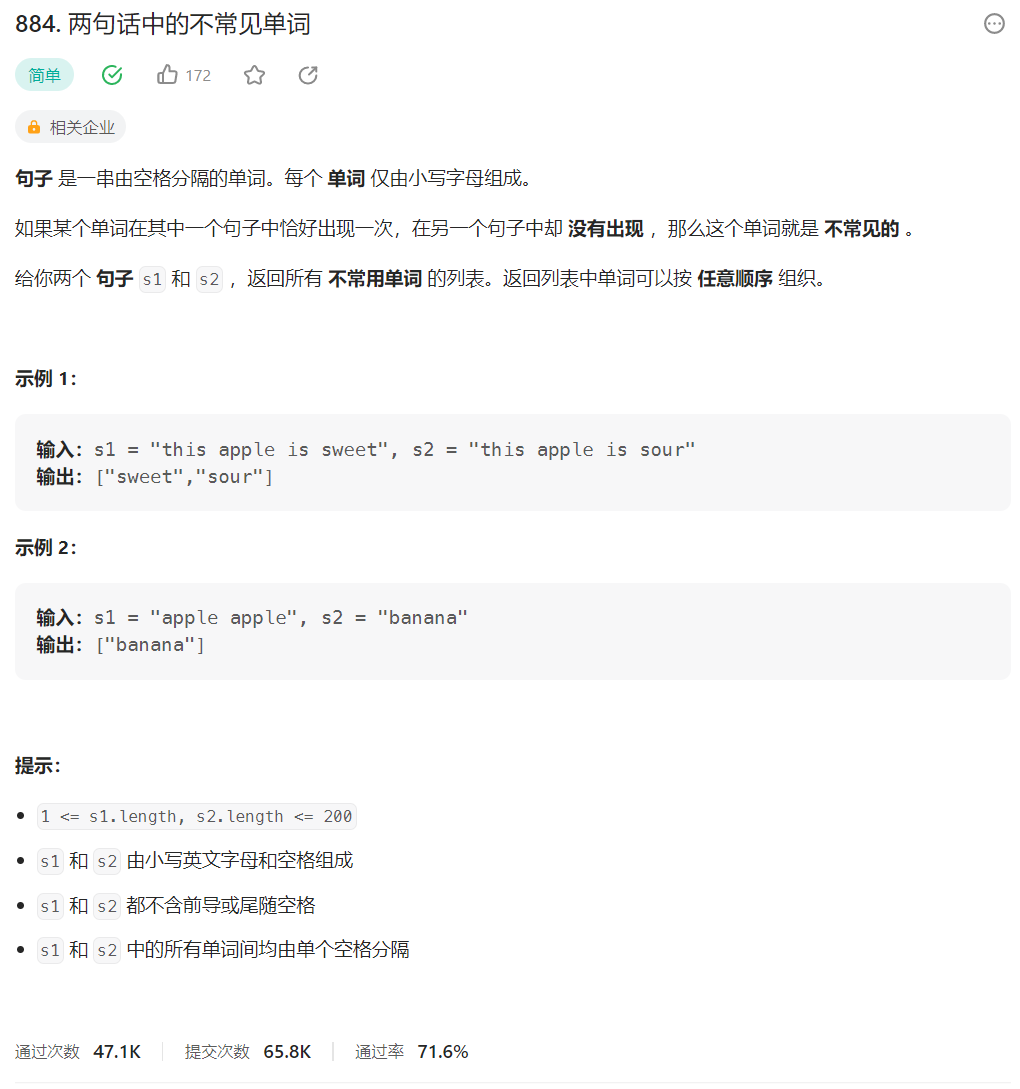 884. 两句话中的不常见单词
简单
172
相关企业
句子 是一串由空格分隔的单词。每个 单词 仅由小写字母组成。
如果某个单词在其中一个句子中恰好出现一次，在另一个句子中却 没有出现 ，那么这个单词就是 不常见的 。
给你两个 句子 s1 和 s2 ，返回所有 不常用单词 的列表。返回列表中单词可以按 任意顺序 组织。
示例 1：
输入：s1 = "this apple is sweet", s2 = "this apple is sour"
输出：["sweet","sour"]
示例 2：
输入：s1 = "apple apple", s2 = "banana"
输出：["banana"]
提示：
1 <= s1.length, s2.length <= 200
s1 和 s2 由小写英文字母和空格组成
s1 和 s2 都不含前导或尾随空格
s1 和 s2 中的所有单词间均由单个空格分隔
通过次数 47.1K 提交次数 65.8K 通过率 71.6%